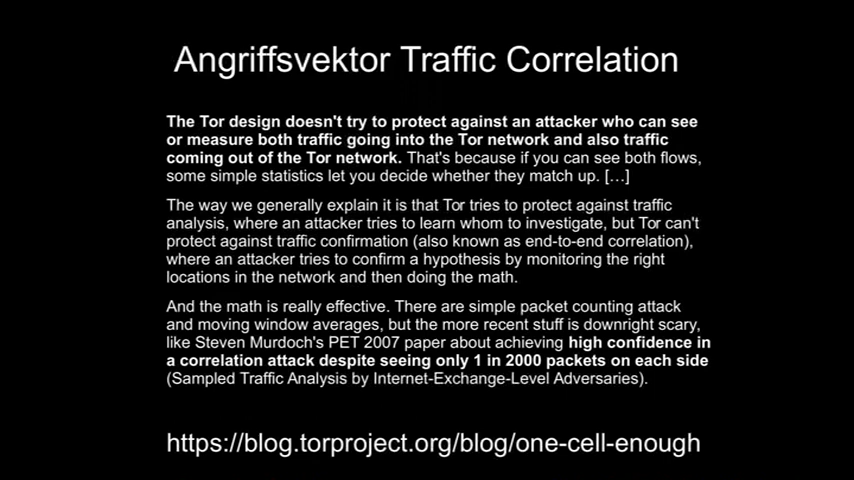 Angriffsvektor Traffic Correlation
The Tor design doesn't try to protect against an attacker who can see
or measure both traffic going into the Tor network and also traffic
coming out of the Tor network. That's because if you can see both flows,
some simple statistics let you decide whether they match up. […]
The way we generally explain it is that Tor tries to protect against traffic
analysis, where an attacker tries to learn whom to investigate, but Tor can't
protect against traffic confirmation (also known as end-to-end correlation),
where an attacker tries to confirm a hypothesis by monitoring the right
locations in the network and then doing the math.
And the math is really effective. There are simple packet counting attack
and moving window averages, but the more recent stuff is downright scary,
like Steven Murdoch's PET 2007 paper about achieving high confidence in
a correlation attack despite seeing only 1 in 2000 packets on each side
(Sampled Traffic Analysis by Internet-Exchange-Level Adversaries).
https://blog.torproject.org/blog/one-cell-enough